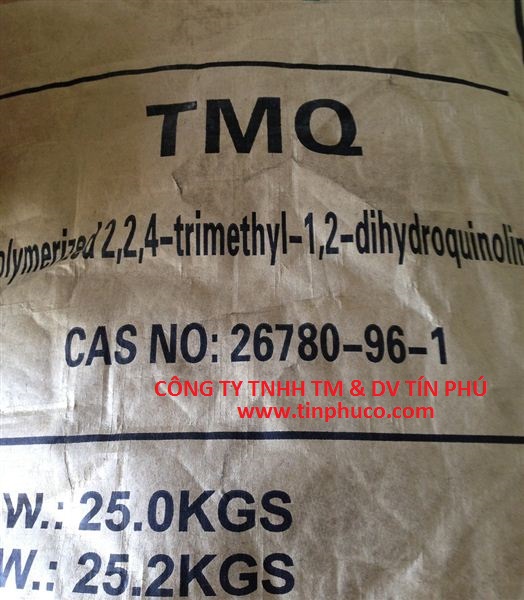 TMQ
olymerized 2,2,4-trimethyl-1,2-dihydroquinolin
CAS NO: 26780-96-1
CÔNG TY TNHH TM & DV TÍN PHÚ
www.tinphuco.com
W.: 25.0KGS
W.: 25.2KGS